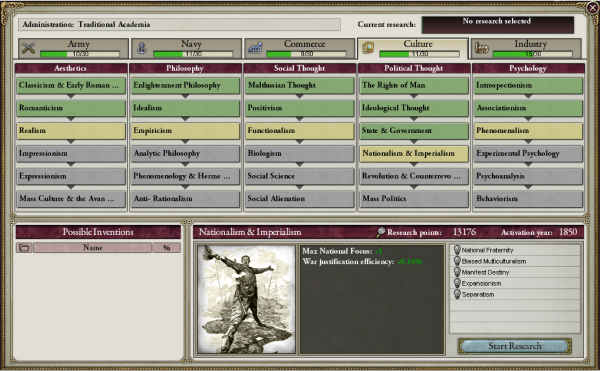 Administration: Traditional Academia
Current research: No research selected
Army
10/30
Navy
11/30
Commerce
9/30
Culture
11/30
Industry
15/30
Aesthetics Philosophy Social Thought Political Thought Psychology
Classicism & Early Roman ... Enlightenment Philosophy Malthusian Thought The Rights of Man Introspectionism
Romanticism Idealism Positivism Ideological Thought Associationism
Realism Empiricism Functionalism State & Government Phenomenalism
Impressionism Analytic Philosophy Biologism Nationalism & Imperialism Experimental Psychology
Expressionism Phenomenology & Herme ... Social Science Revolution & Counterrevo ... Psychoanalysis
Mass Culture & the Avan ... Anti- Rationalism Social Alienation Mass Politics Behaviorism
Possible Inventions
Name %
Nationalism & Imperialism Research points: 13176 Activation year: 1850
Max National Focus: +1
War justification efficiency: +0.10%
National Fraternity
Biased Multiculturalism
Manifest Destiny
Expansionism
Separatism
Start Research